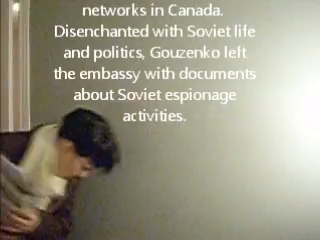 networks in Canada.
Disenchanted with Soviet life
and politics, Gouzenko left
the embassy with documents
about Soviet espionage
activities.